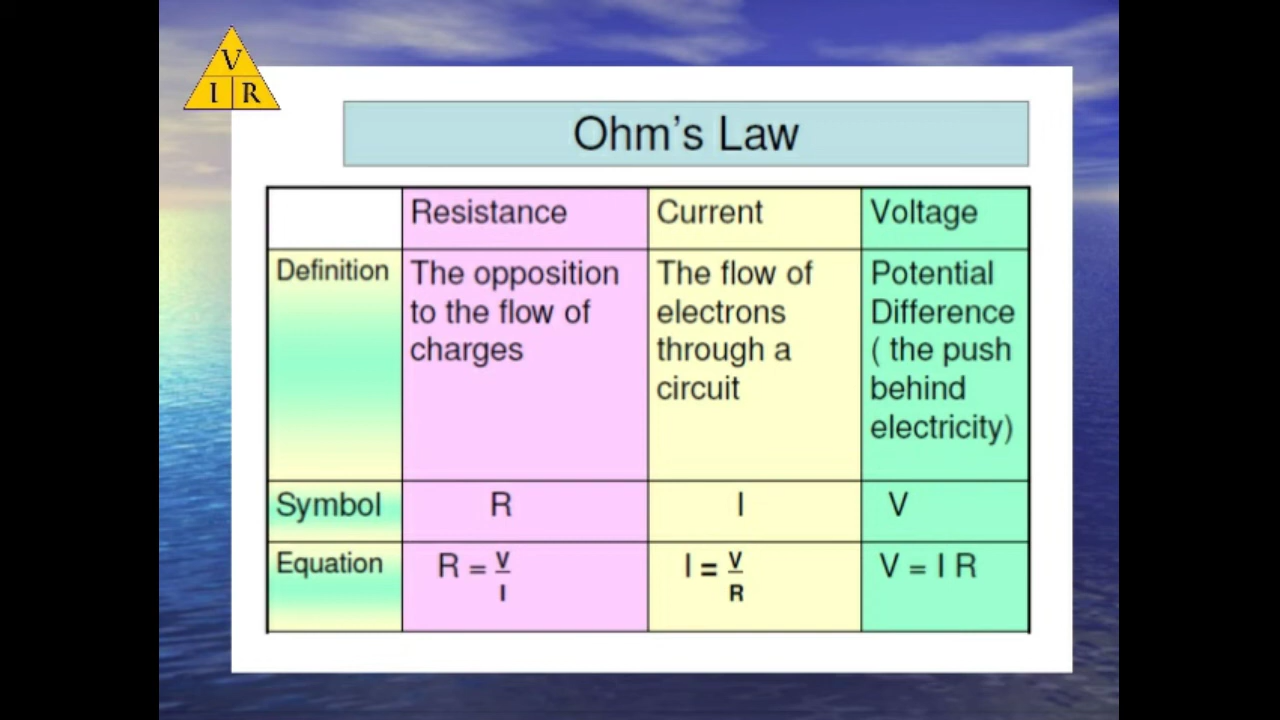 V
I R
Ohm's Law
Resistance Current Voltage
Definition The opposition The flow of Potential
to the flow of electrons Difference
charges through a ( the push
circuit behind
electricity)
Symbol R I V
Equation R = V/I I = V/R V = I R